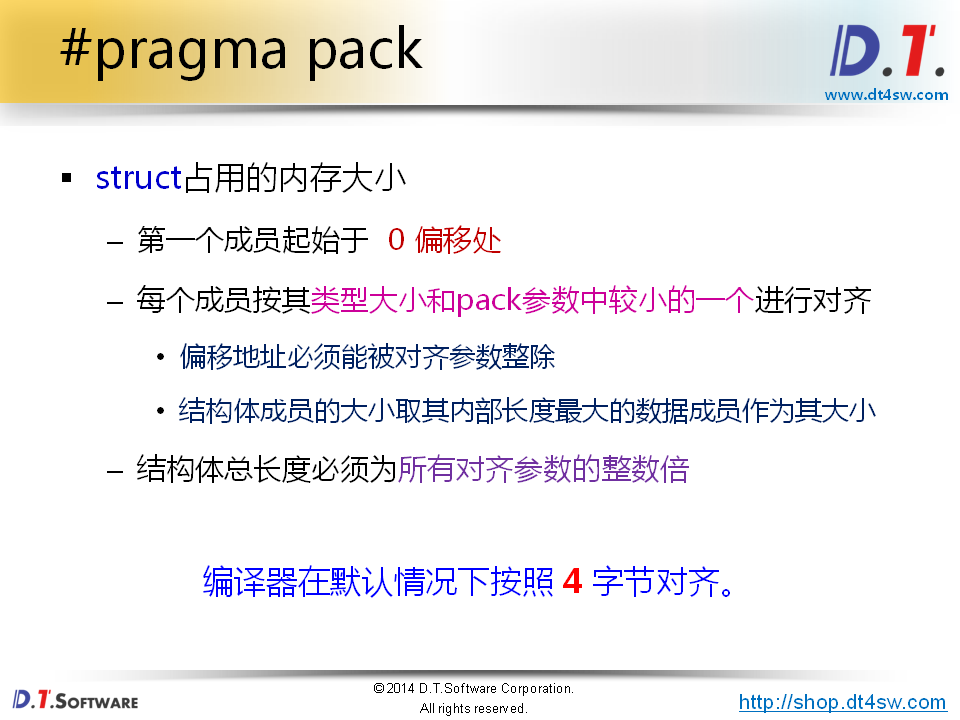 #pragma pack
D.T.
www.dt4sw.com
▪ struct占用的内存大小
– 第一个成员起始于 0 偏移处
– 每个成员按其类型大小和pack参数中较小的一个进行对齐
• 偏移地址必须能被对齐参数整除
• 结构体成员的大小取其内部长度最大的数据成员作为其大小
– 结构体总长度必须为所有对齐参数的整数倍
编译器在默认情况下按照 4 字节对齐。
D.T.SOFTWARE
©2014 D.T.Software Corporation.
All rights reserved.
http://shop.dt4sw.com